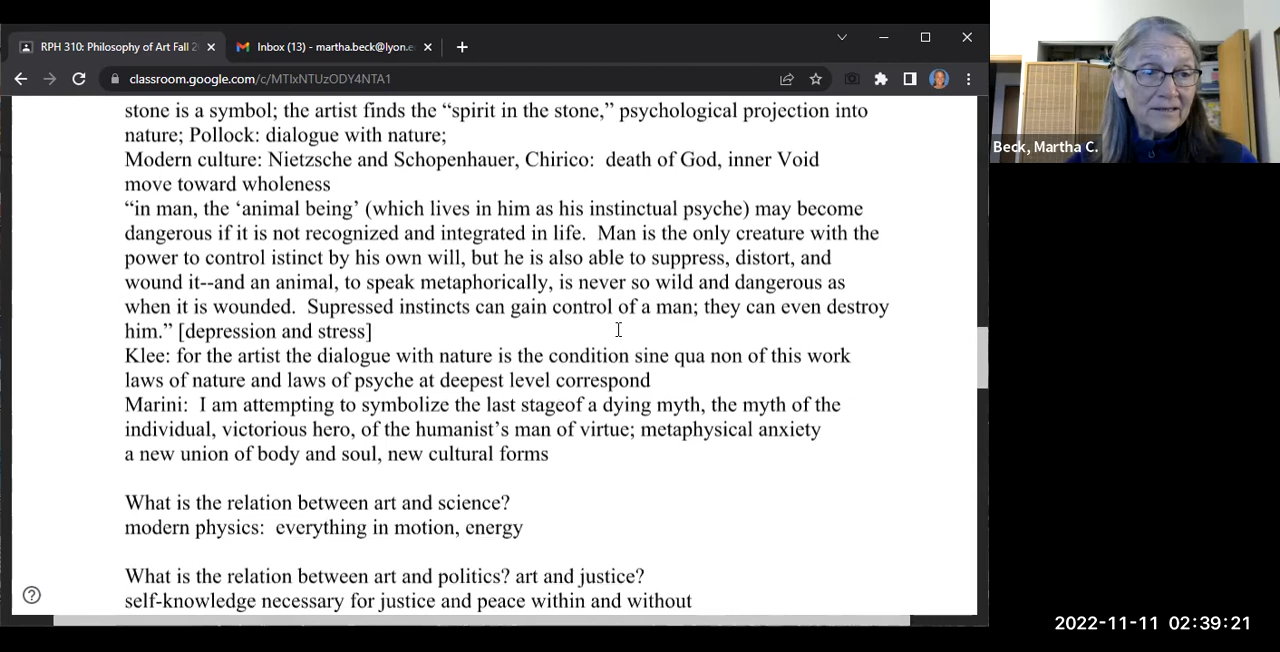 RPH 310: Philosophy of Art Fall 2
Inbox (13) - martha.beck@lyon.e
classroom.google.com/c/MTIxNTUzODY4NTA1
stone is a symbol; the artist finds the “spirit in the stone,” psychological projection into
nature; Pollock: dialogue with nature;
Modern culture: Nietzsche and Schopenhauer, Chirico:  death of God, inner Void
move toward wholeness
“in man, the ‘animal being’ (which lives in him as his instinctual psyche) may become
dangerous if it is not recognized and integrated in life.  Man is the only creature with the
power to control istinct by his own will, but he is also able to suppress, distort, and
wound it--and an animal, to speak metaphorically, is never so wild and dangerous as
when it is wounded.  Supressed instincts can gain control of a man; they can even destroy
him.” [depression and stress]
Klee: for the artist the dialogue with nature is the condition sine qua non of this work
laws of nature and laws of psyche at deepest level correspond
Marini:  I am attempting to symbolize the last stageof a dying myth, the myth of the
individual, victorious hero, of the humanist’s man of virtue; metaphysical anxiety
a new union of body and soul, new cultural forms
What is the relation between art and science?
modern physics:  everything in motion, energy
What is the relation between art and politics? art and justice?
self-knowledge necessary for justice and peace within and without
Beck, Martha C.
2022-11-11 02:39:21